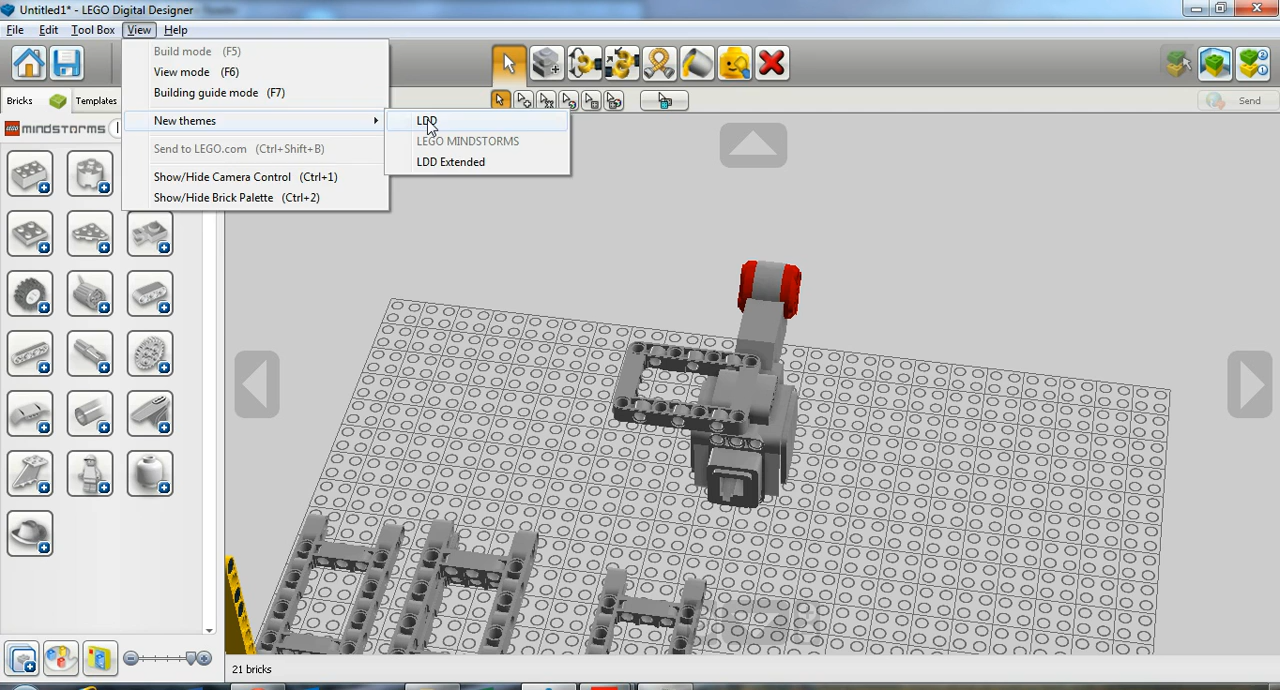 Untitled1* - LEGO Digital Designer
File Edit Tool Box View Help
Build mode (F5)
View mode (F6)
Building guide mode (F7)
New themes
Send to LEGO.com (Ctrl+Shift+B)
Show/Hide Camera Control (Ctrl+1)
Show/Hide Brick Palette (Ctrl+2)
LDD
LEGO MINDSTORMS
LDD Extended
Bricks
Templates
mindstorms
Send
21 bricks